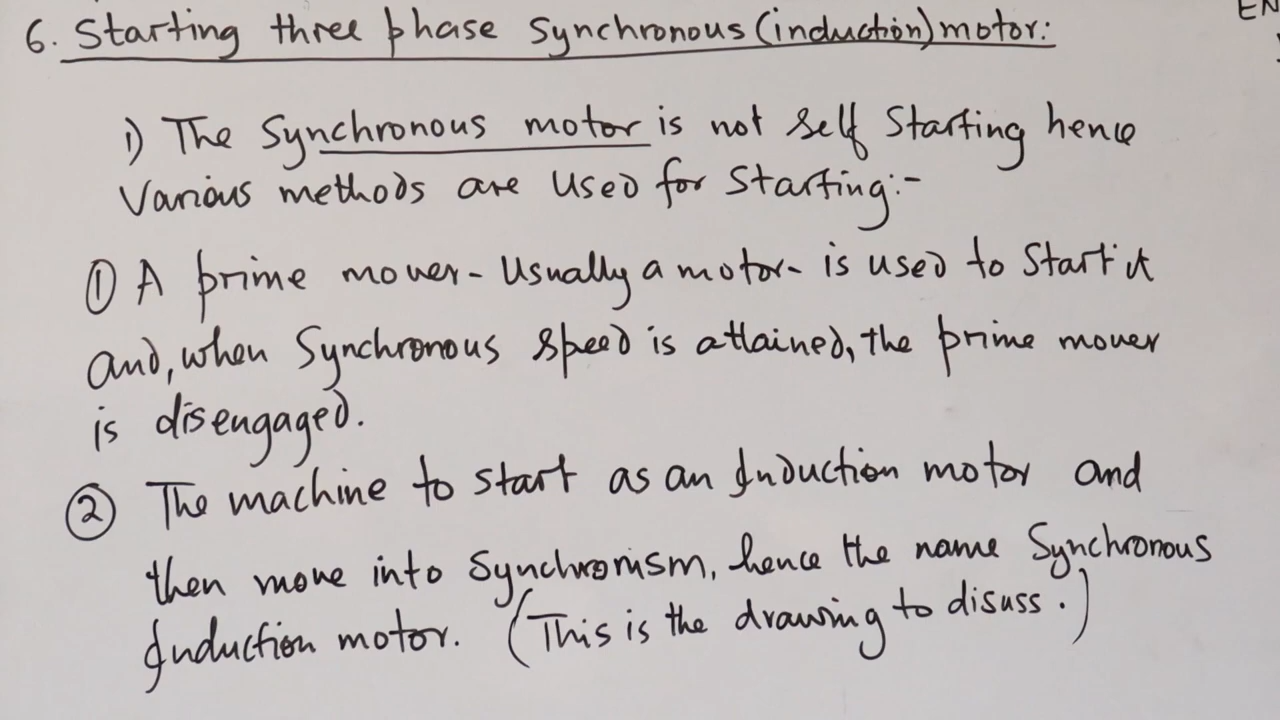 EN
6. Starting three phase Synchronous (induction) motor:
1) The Synchronous motor is not self Starting hence
Various methods are used for Starting:-
① A prime mover - Usually a motor - is used to Start it
and, when Synchronous speed is attained, the prime mover
is disengaged.
② The machine to start as an Induction motor and
then move into Synchronism, hence the name Synchronous
Induction motor. (This is the drawing to disuss.)